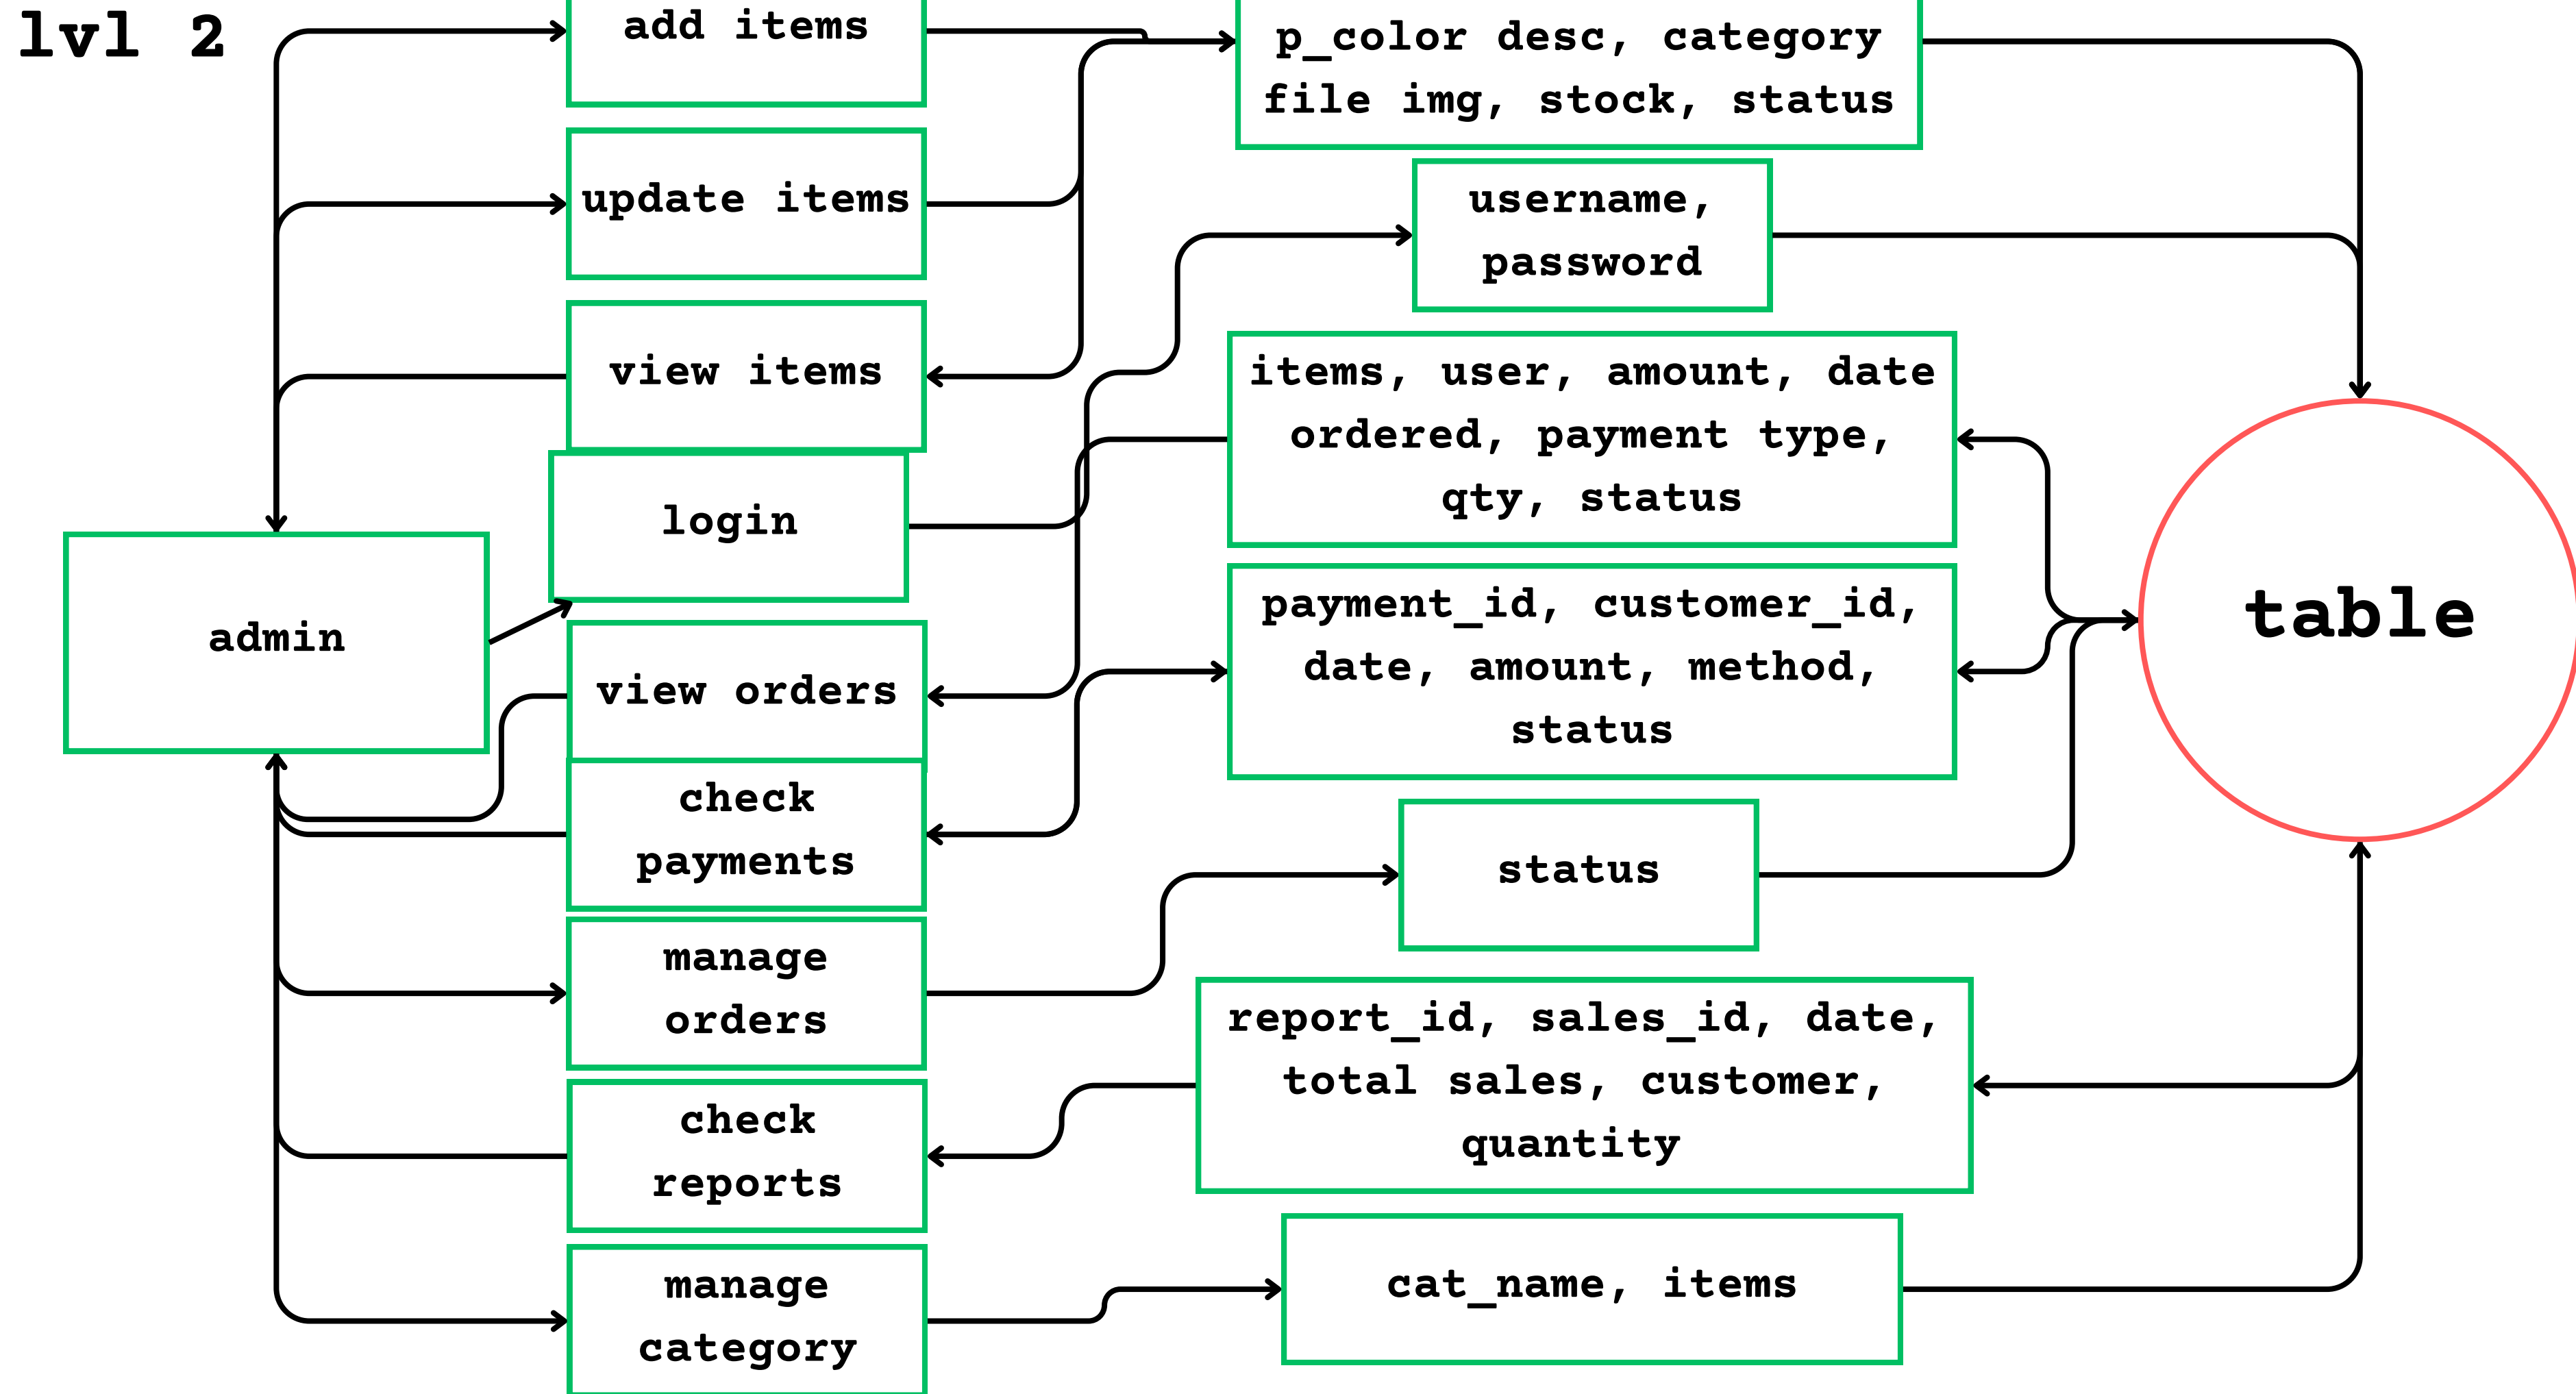 lvl 2
add items
update items
view items
login
admin
view orders
check
payments
manage
orders
check
reports
manage
category
p_color desc, category
file img, stock, status
username,
password
items, user, amount, date
ordered, payment type,
qty, status
payment_id, customer_id,
date, amount, method,
status
status
report_id, sales_id, date,
total sales, customer,
quantity
cat_name, items
table